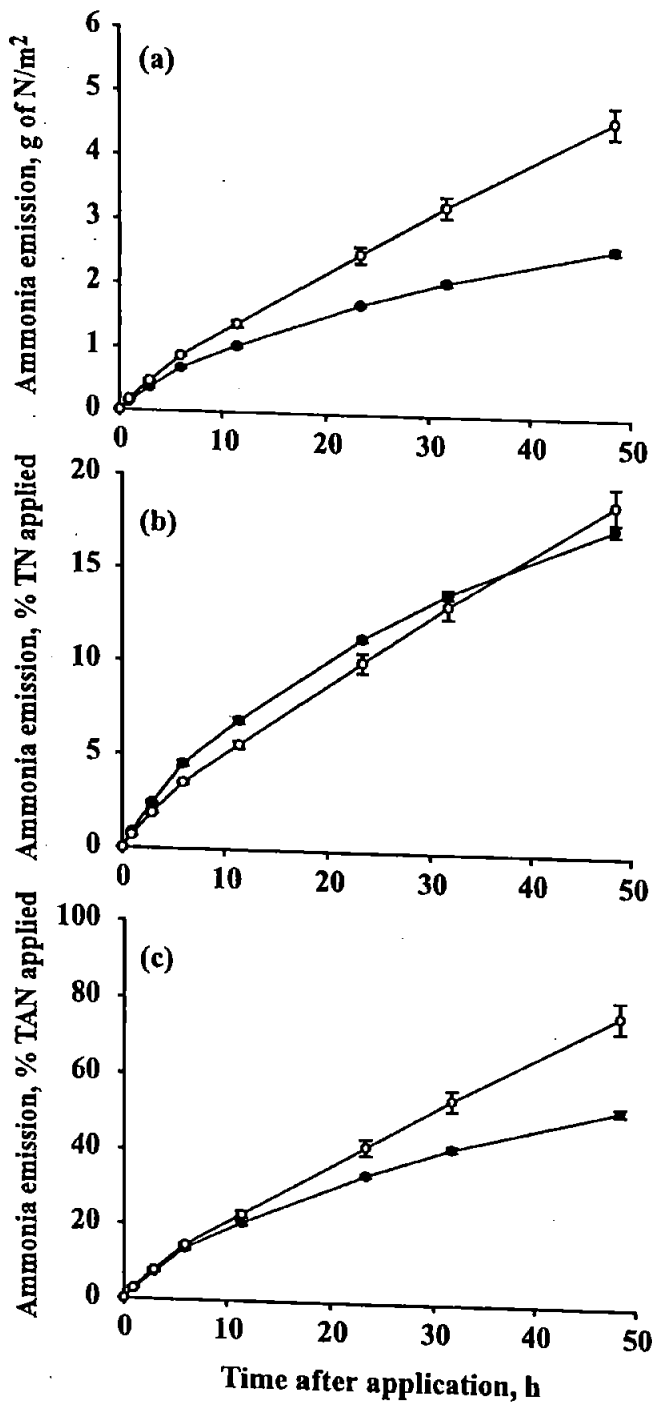 Ammonia emission, g of N/m²
6
5
4
3
2
1
0
(a)
0 10 20 30 40 50
Ammonia emission, % TN applied
20
15
10
5
0
(b)
0 10 20 30 40 50
Ammonia emission, % TAN applied
100
80
60
40
20
0
(c)
0 10 20 30 40 50
Time after application, h